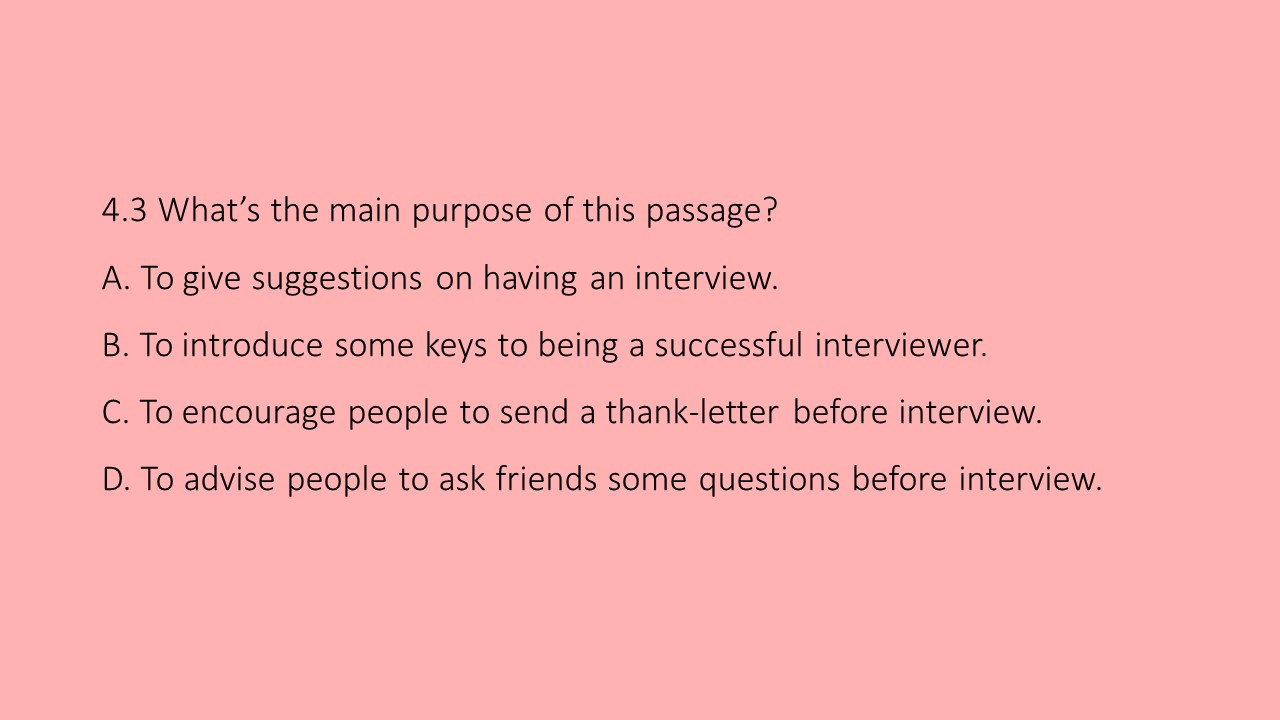 4.3 What’s the main purpose of this passage?
A. To give suggestions on having an interview.
B. To introduce some keys to being a successful interviewer.
C. To encourage people to send a thank-letter before interview.
D. To advise people to ask friends some questions before interview.